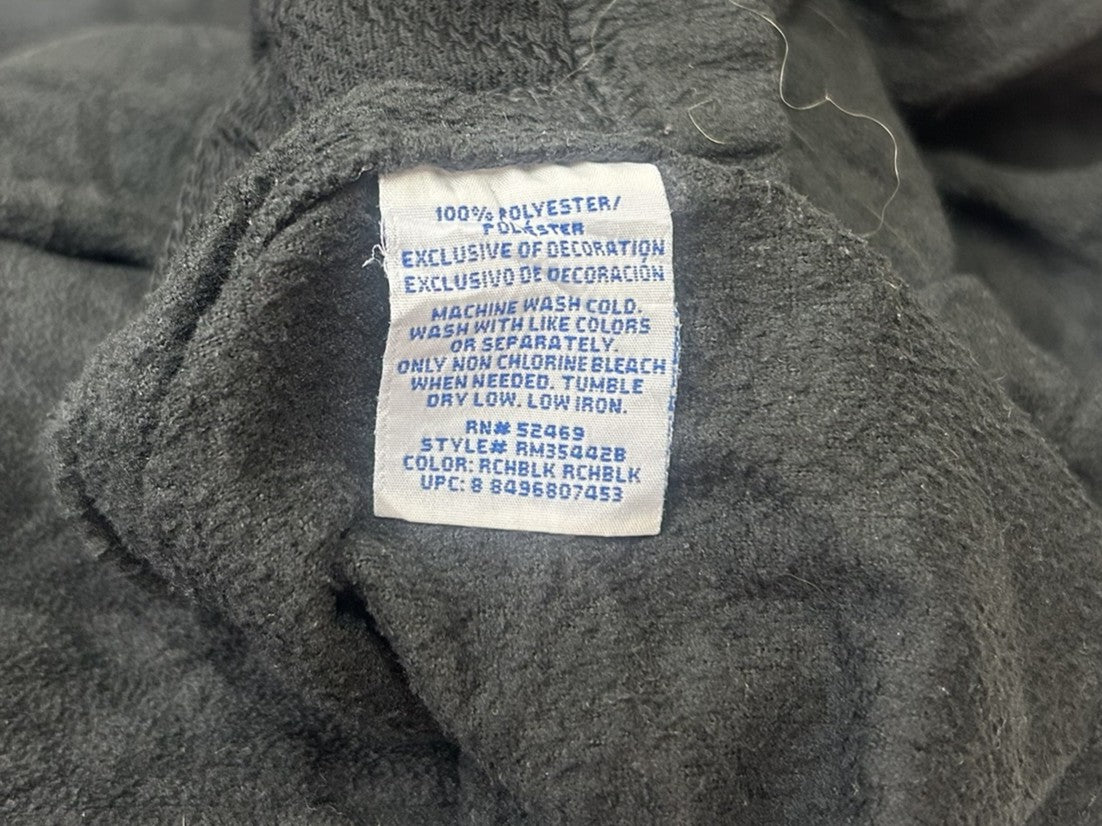 100% POLYESTER/
POLÁSTER
EXCLUSIVE OF DECORATION
EXCLUSIVO DE DECORACIÓN
MACHINE WASH COLD.
WASH WITH LIKE COLORS
OR SEPARATELY.
ONLY NON CHLORINE BLEACH
WHEN NEEDED. TUMBLE
DRY LOW. LOW IRON.
RN# 52469
STYLE# RM35442B
COLOR: RCHBLK RCHBLK
UPC: 8 8496807453